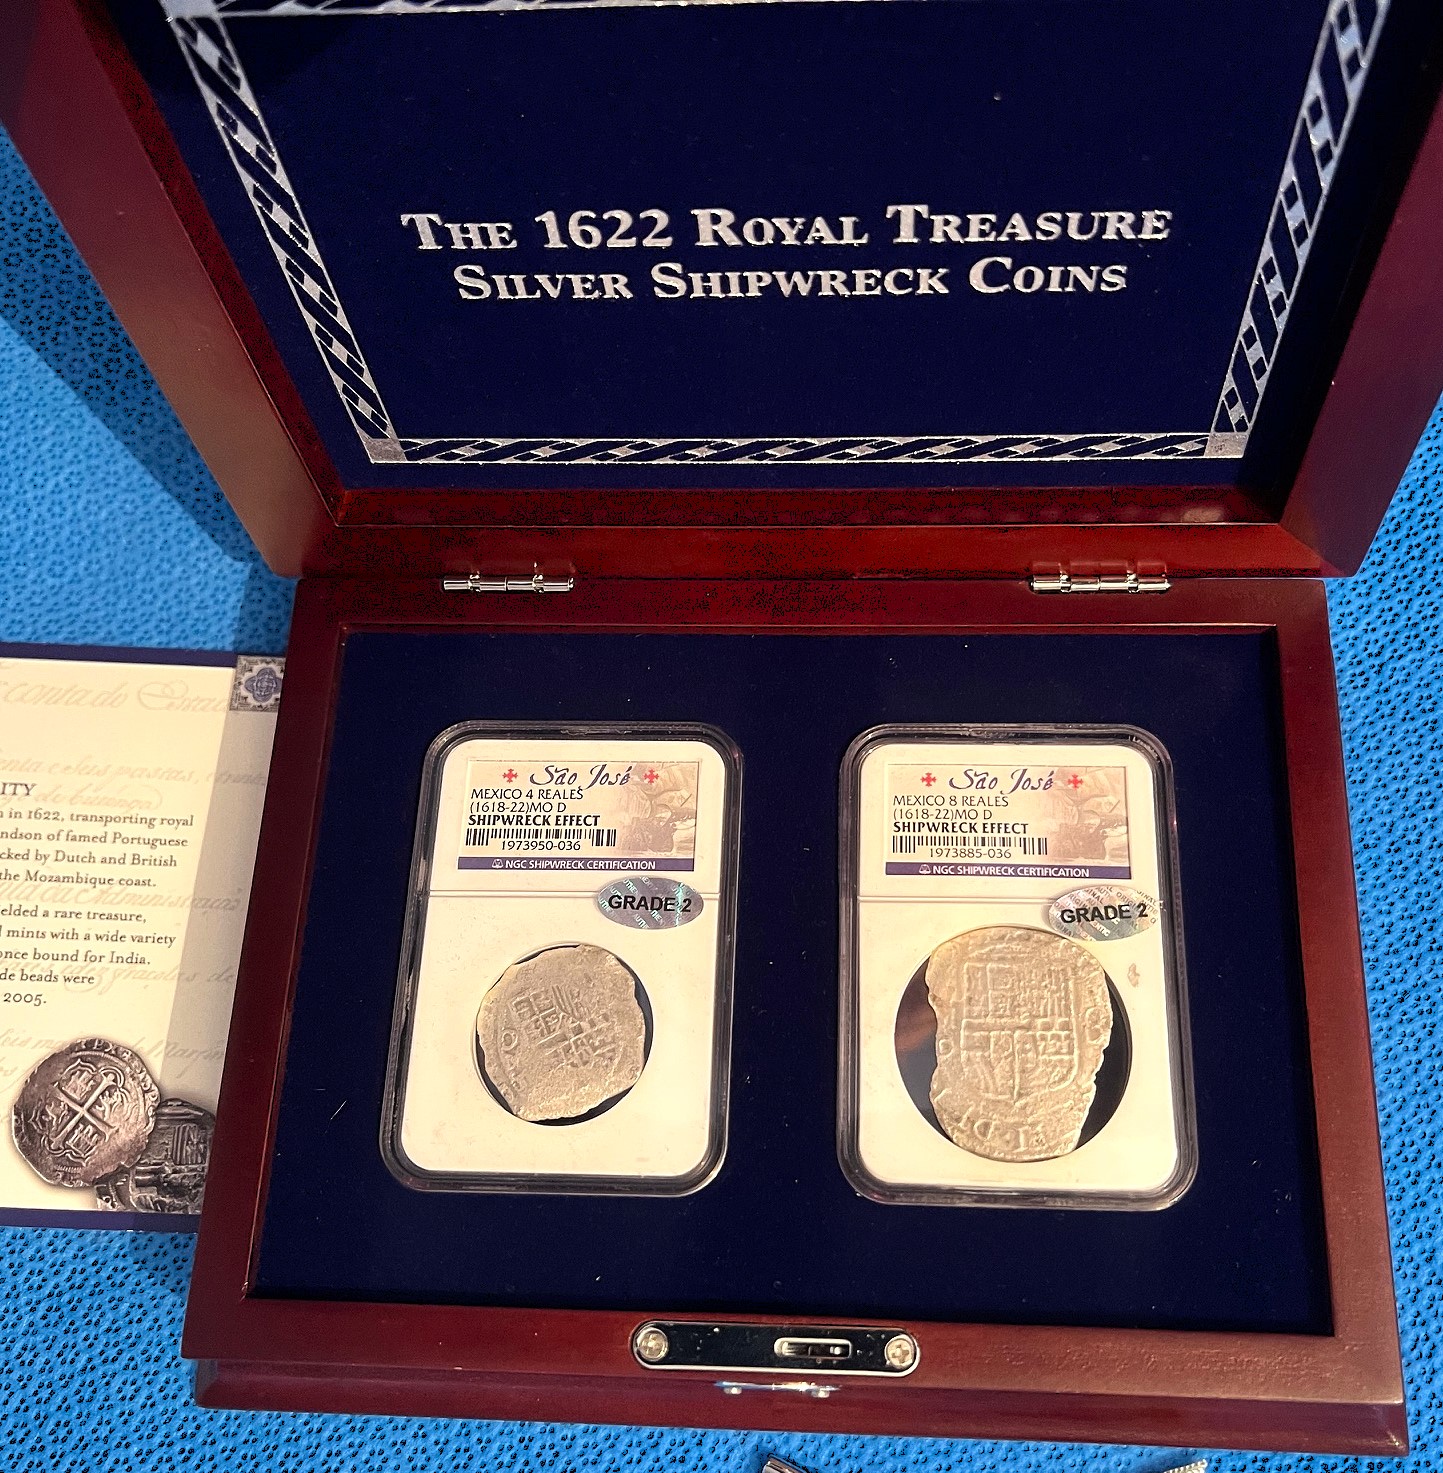 THE 1622 ROYAL TREASURE
SILVER SHIPWRECK COINS
São José
MEXICO 4 REALES
(1618-22)MO D
SHIPWRECK EFFECT
1973950-036
NGC SHIPWRECK CERTIFICATION
GRADE 2
São José
MEXICO 8 REALES
(1618-22)MO D
SHIPWRECK EFFECT
1973885-036
NGC SHIPWRECK CERTIFICATION
GRADE 2
ITY
in 1622, transporting royal
ndson of famed Portuguese
cked by Dutch and British
the Mozambique coast.
elded a rare treasure,
mints with a wide variety
once bound for India.
de beads were
2005.